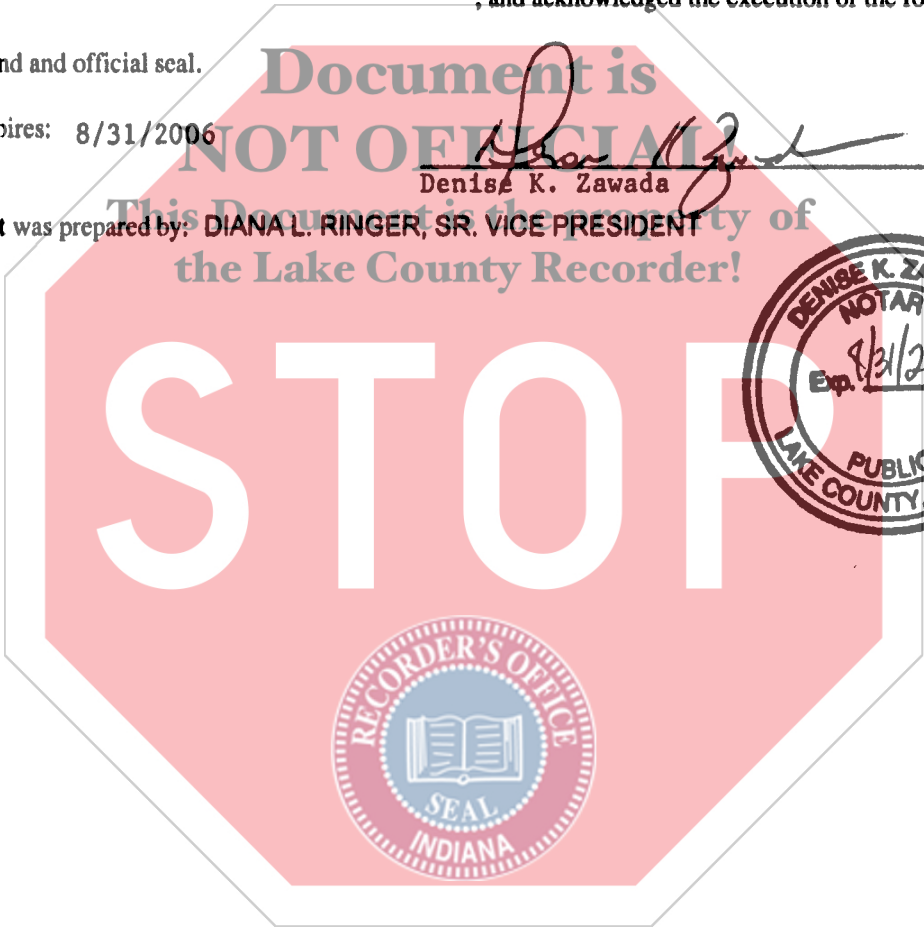 , and acknowledged the execution of the fo
nd and official seal.
Document is
pires: 8/31/2006
NOT OFFICIAL!
Denise K. Zawada
This Document is the property of
t was prepared by: DIANA L. RINGER, SR. VICE PRESIDENT
the Lake County Recorder!
DENISE K. ZA
NOTAR
Exp. 8/31/2
PUBLIC
LAKE COUNTY
STOP
RECORDER'S OFFICE
SEAL
INDIANA